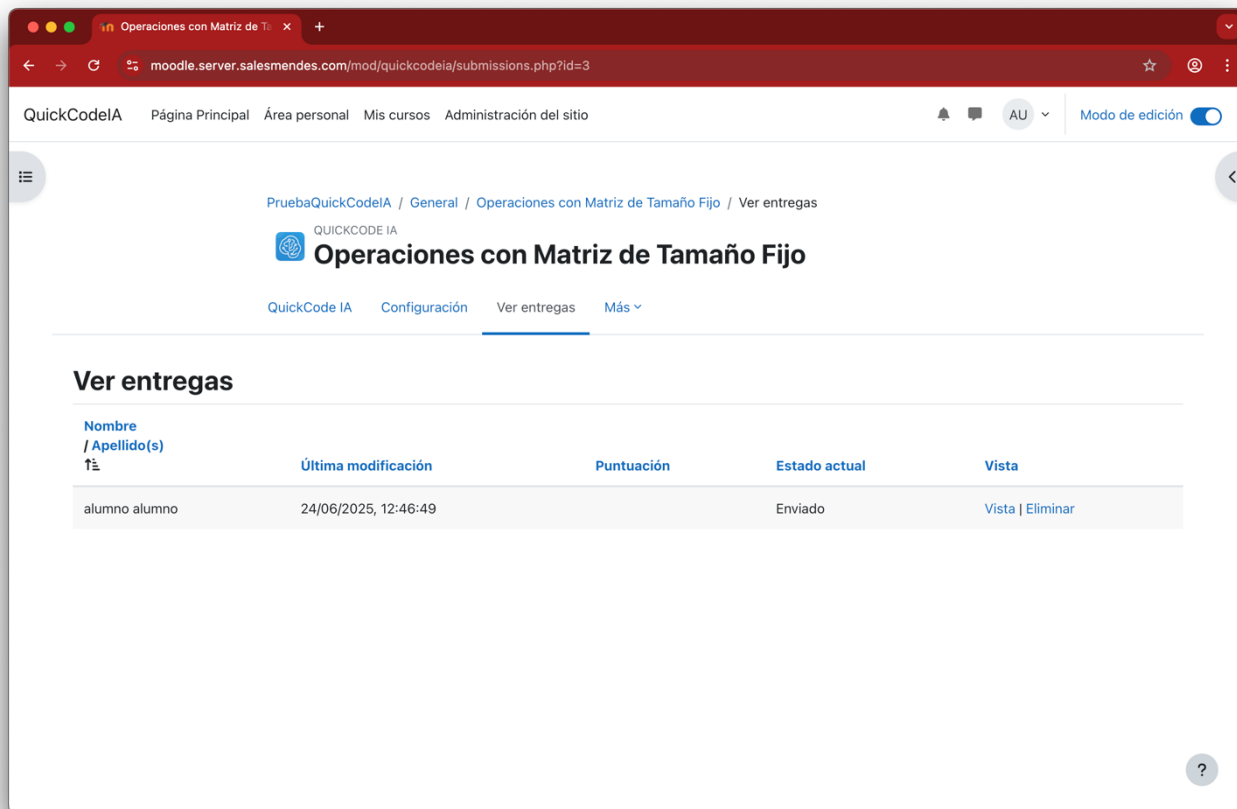 Operaciones con Matriz de Ta
moodle.server.salesmendes.com/mod/quickcodeia/submissions.php?id=3
QuickCodeIA Página Principal Área personal Mis cursos Administración del sitio AU Modo de edición
PruebaQuickCodeIA / General / Operaciones con Matriz de Tamaño Fijo / Ver entregas
QUICKCODE IA
Operaciones con Matriz de Tamaño Fijo
QuickCode IA Configuración Ver entregas Más
Ver entregas
Nombre
/ Apellido(s)
Última modificación Puntuación Estado actual Vista
alumno alumno 24/06/2025, 12:46:49 Enviado Vista | Eliminar
?